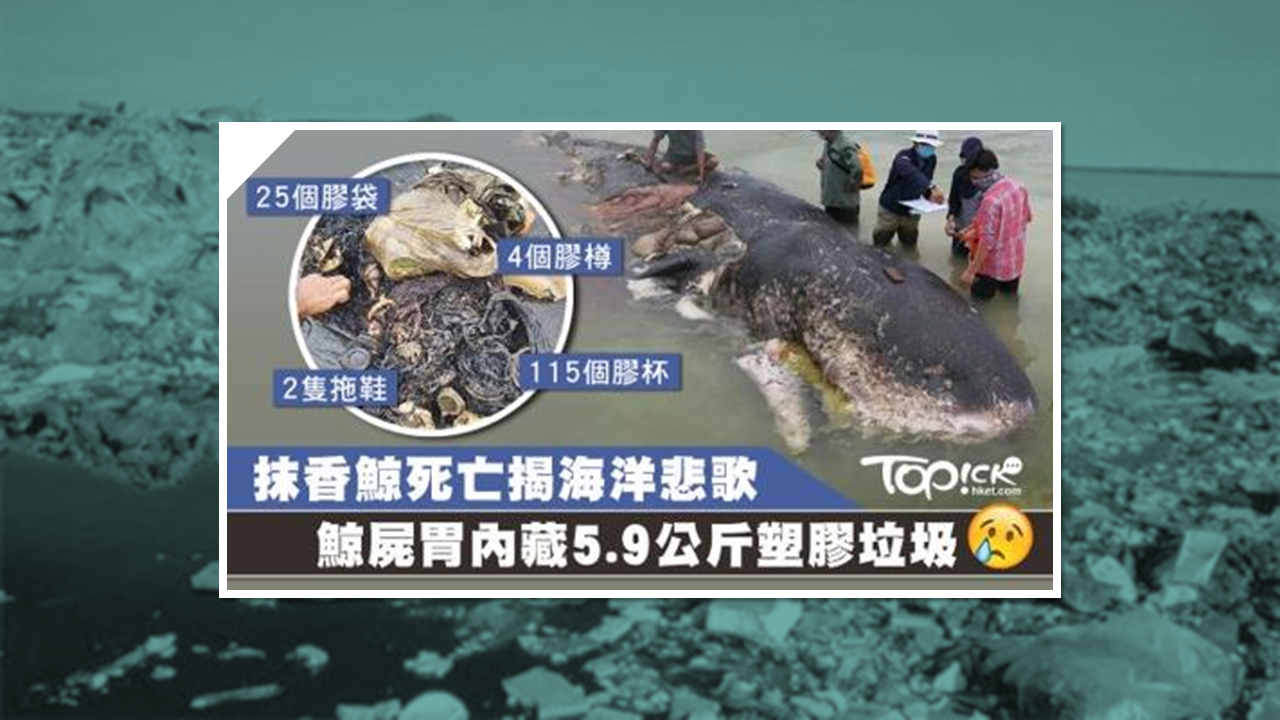 25個膠袋
4個膠樽
2隻拖鞋
115個膠杯
抹香鯨死亡揭海洋悲歌
TOPick
hket.com
鯨屍胃內藏5.9公斤塑膠垃圾